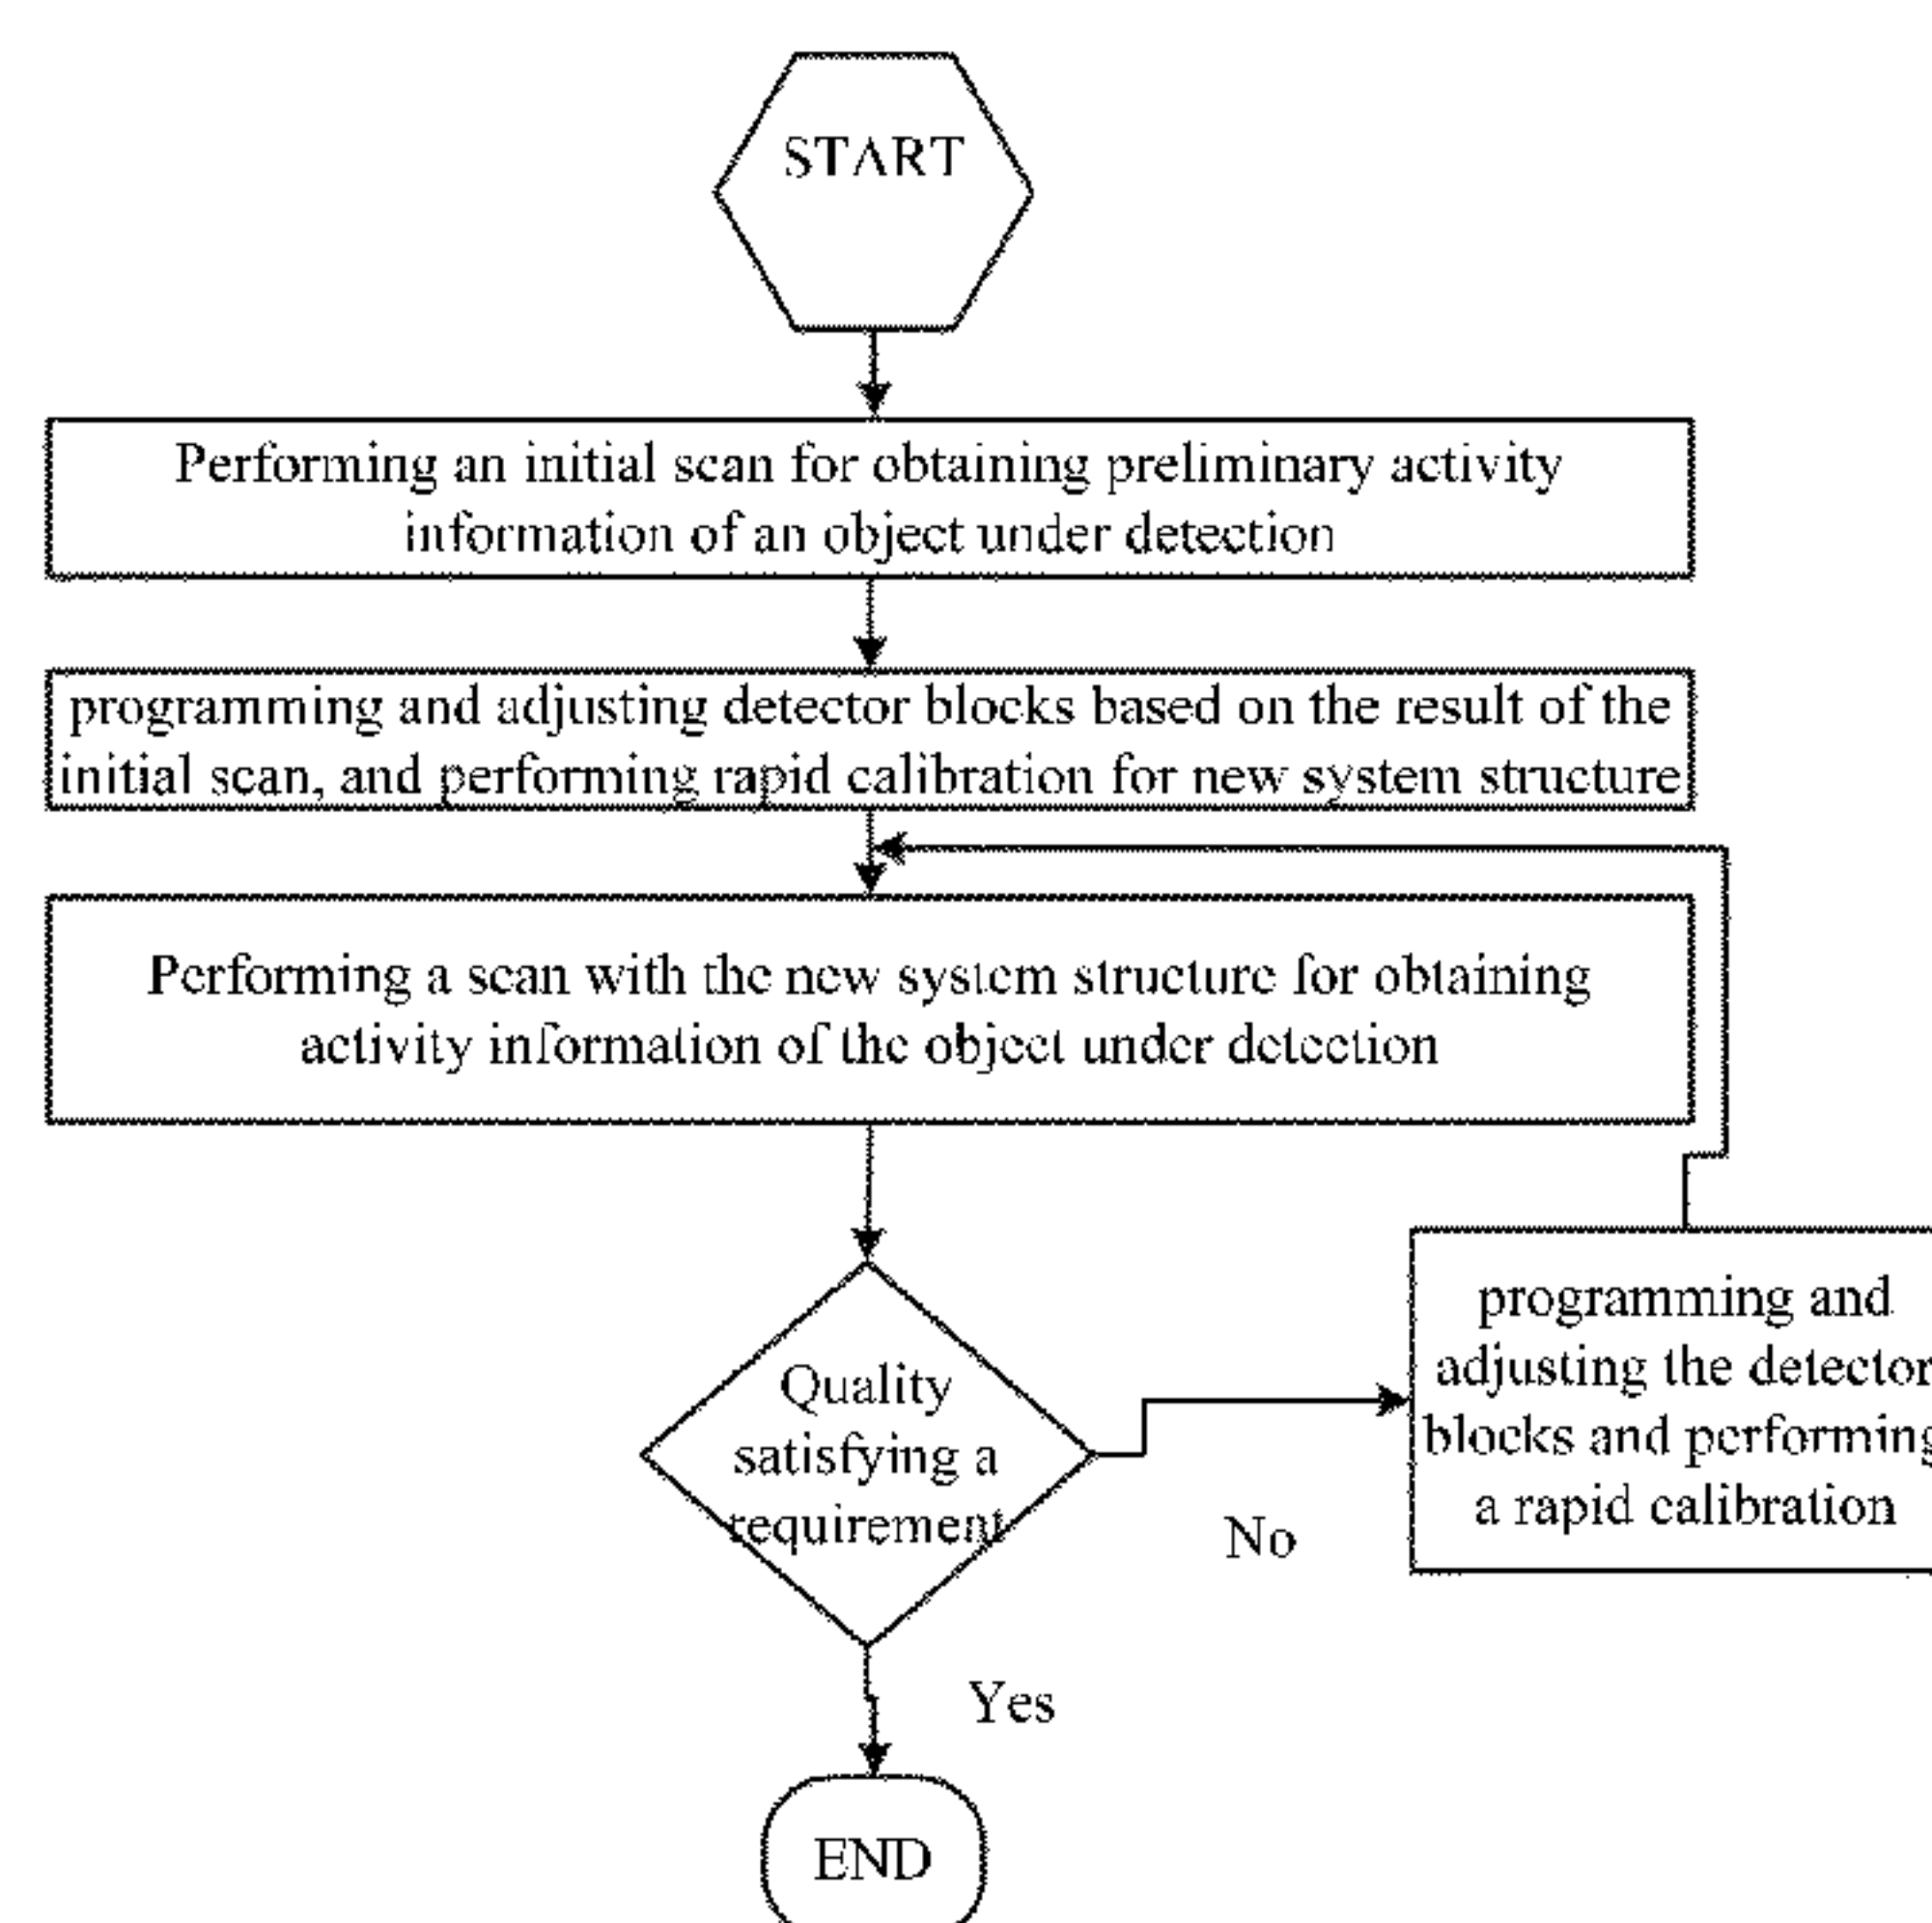 START
Performing an initial scan for obtaining preliminary activity
information of an object under detection
programming and adjusting detector blocks based on the result of the
initial scan, and performing rapid calibration for new system structure
Performing a scan with the new system structure for obtaining
activity information of the object under detection
Quality
satisfying a
requirement
No
programming and
adjusting the detector
blocks and performing
a rapid calibration
Yes
END